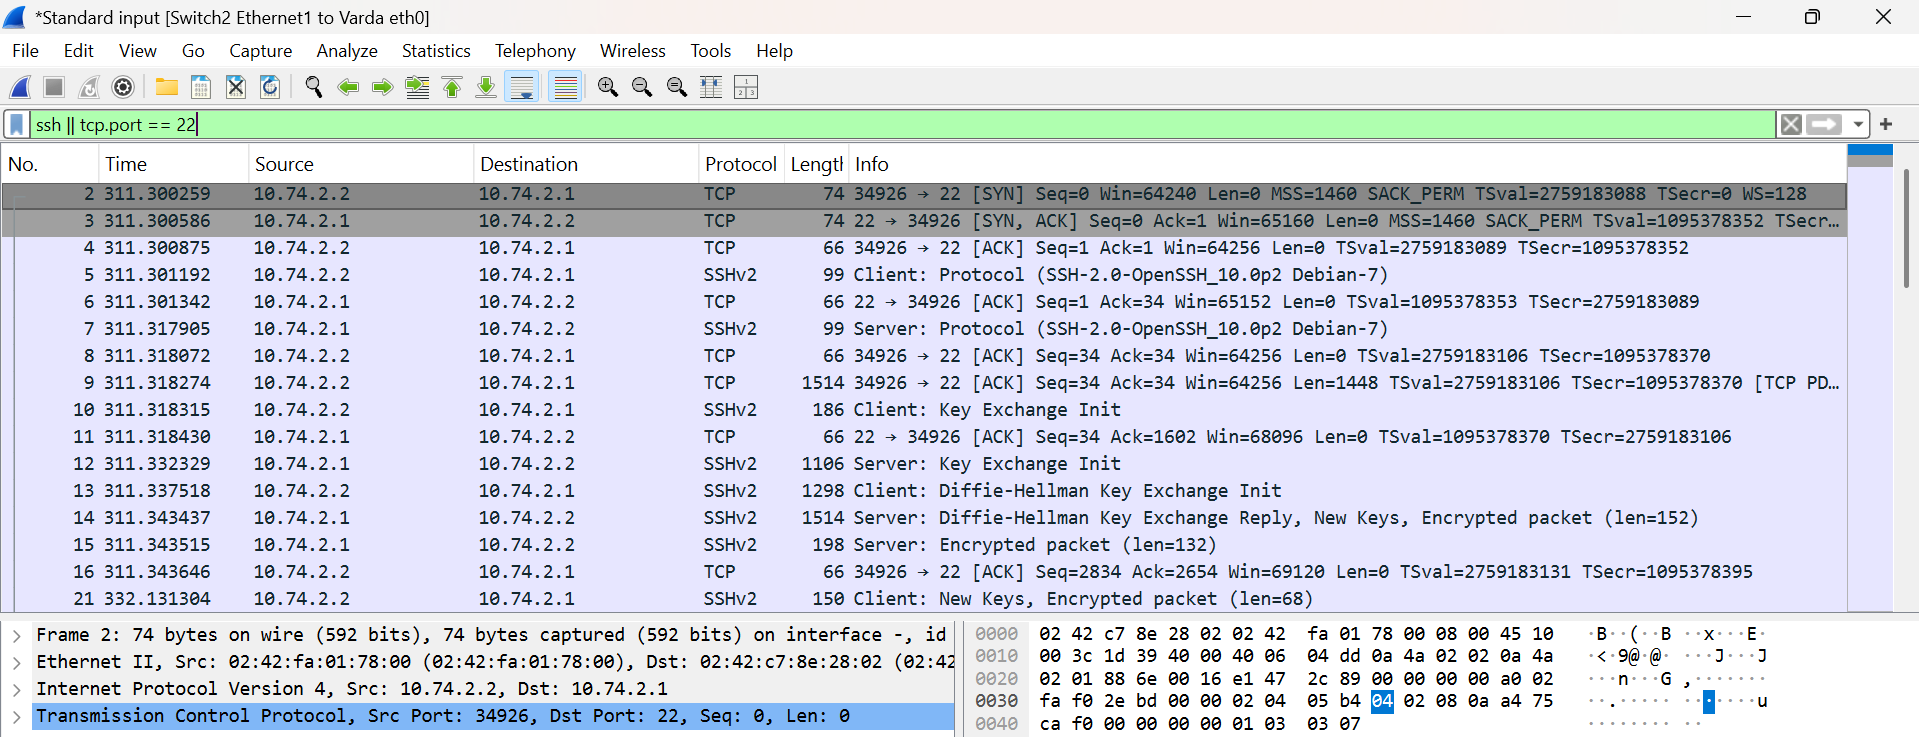 *Standard input [Switch2 Ethernet1 to Varda eth0]
File Edit View Go Capture Analyze Statistics Telephony Wireless Tools Help
ssh || tcp.port == 22
No. Time Source Destination Protocol Length Info
2 311.300259 10.74.2.2 10.74.2.1 TCP 74 34926 → 22 [SYN] Seq=0 Win=64240 Len=0 MSS=1460 SACK_PERM TSval=2759183088 TSecr=0 WS=128
3 311.300586 10.74.2.1 10.74.2.2 TCP 74 22 → 34926 [SYN, ACK] Seq=0 Ack=1 Win=65160 Len=0 MSS=1460 SACK_PERM TSval=1095378352 TSecr…
4 311.300875 10.74.2.2 10.74.2.1 TCP 66 34926 → 22 [ACK] Seq=1 Ack=1 Win=64256 Len=0 TSval=2759183089 TSecr=1095378352
5 311.301192 10.74.2.2 10.74.2.1 SSHv2 99 Client: Protocol (SSH-2.0-OpenSSH_10.0p2 Debian-7)
6 311.301342 10.74.2.1 10.74.2.2 TCP 66 22 → 34926 [ACK] Seq=1 Ack=34 Win=65152 Len=0 TSval=1095378353 TSecr=2759183089
7 311.317905 10.74.2.1 10.74.2.2 SSHv2 99 Server: Protocol (SSH-2.0-OpenSSH_10.0p2 Debian-7)
8 311.318072 10.74.2.2 10.74.2.1 TCP 66 34926 → 22 [ACK] Seq=34 Ack=34 Win=64256 Len=0 TSval=2759183106 TSecr=1095378370
9 311.318274 10.74.2.2 10.74.2.1 TCP 1514 34926 → 22 [ACK] Seq=34 Ack=34 Win=64256 Len=1448 TSval=2759183106 TSecr=1095378370 [TCP PD…
10 311.318315 10.74.2.2 10.74.2.1 SSHv2 186 Client: Key Exchange Init
11 311.318430 10.74.2.1 10.74.2.2 TCP 66 22 → 34926 [ACK] Seq=34 Ack=1602 Win=68096 Len=0 TSval=1095378370 TSecr=2759183106
12 311.332329 10.74.2.1 10.74.2.2 SSHv2 1106 Server: Key Exchange Init
13 311.337518 10.74.2.2 10.74.2.1 SSHv2 1298 Client: Diffie-Hellman Key Exchange Init
14 311.343437 10.74.2.1 10.74.2.2 SSHv2 1514 Server: Diffie-Hellman Key Exchange Reply, New Keys, Encrypted packet (len=152)
15 311.343515 10.74.2.1 10.74.2.2 SSHv2 198 Server: Encrypted packet (len=132)
16 311.343646 10.74.2.2 10.74.2.1 TCP 66 34926 → 22 [ACK] Seq=2834 Ack=2654 Win=69120 Len=0 TSval=2759183131 TSecr=1095378395
21 332.131304 10.74.2.2 10.74.2.1 SSHv2 150 Client: New Keys, Encrypted packet (len=68)
Frame 2: 74 bytes on wire (592 bits), 74 bytes captured (592 bits) on interface -, id
Ethernet II, Src: 02:42:fa:01:78:00 (02:42:fa:01:78:00), Dst: 02:42:c7:8e:28:02 (02:42
Internet Protocol Version 4, Src: 10.74.2.2, Dst: 10.74.2.1
Transmission Control Protocol, Src Port: 34926, Dst Port: 22, Seq: 0, Len: 0
0000 02 42 c7 8e 28 02 02 42 fa 01 78 00 08 00 45 10 ·B··(··B ··x···E·
0010 00 3c 1d 39 40 00 40 06 04 dd 0a 4a 02 02 0a 4a ·<·9@·@· ···J···J
0020 02 01 88 6e 00 16 e1 47 2c 89 00 00 00 00 a0 02 ···n···G ,·······
0030 fa f0 2e bd 00 00 02 04 05 b4 04 02 08 0a a4 75 ··.····· ·······u
0040 ca f0 00 00 00 00 01 03 03 07 ········ ··